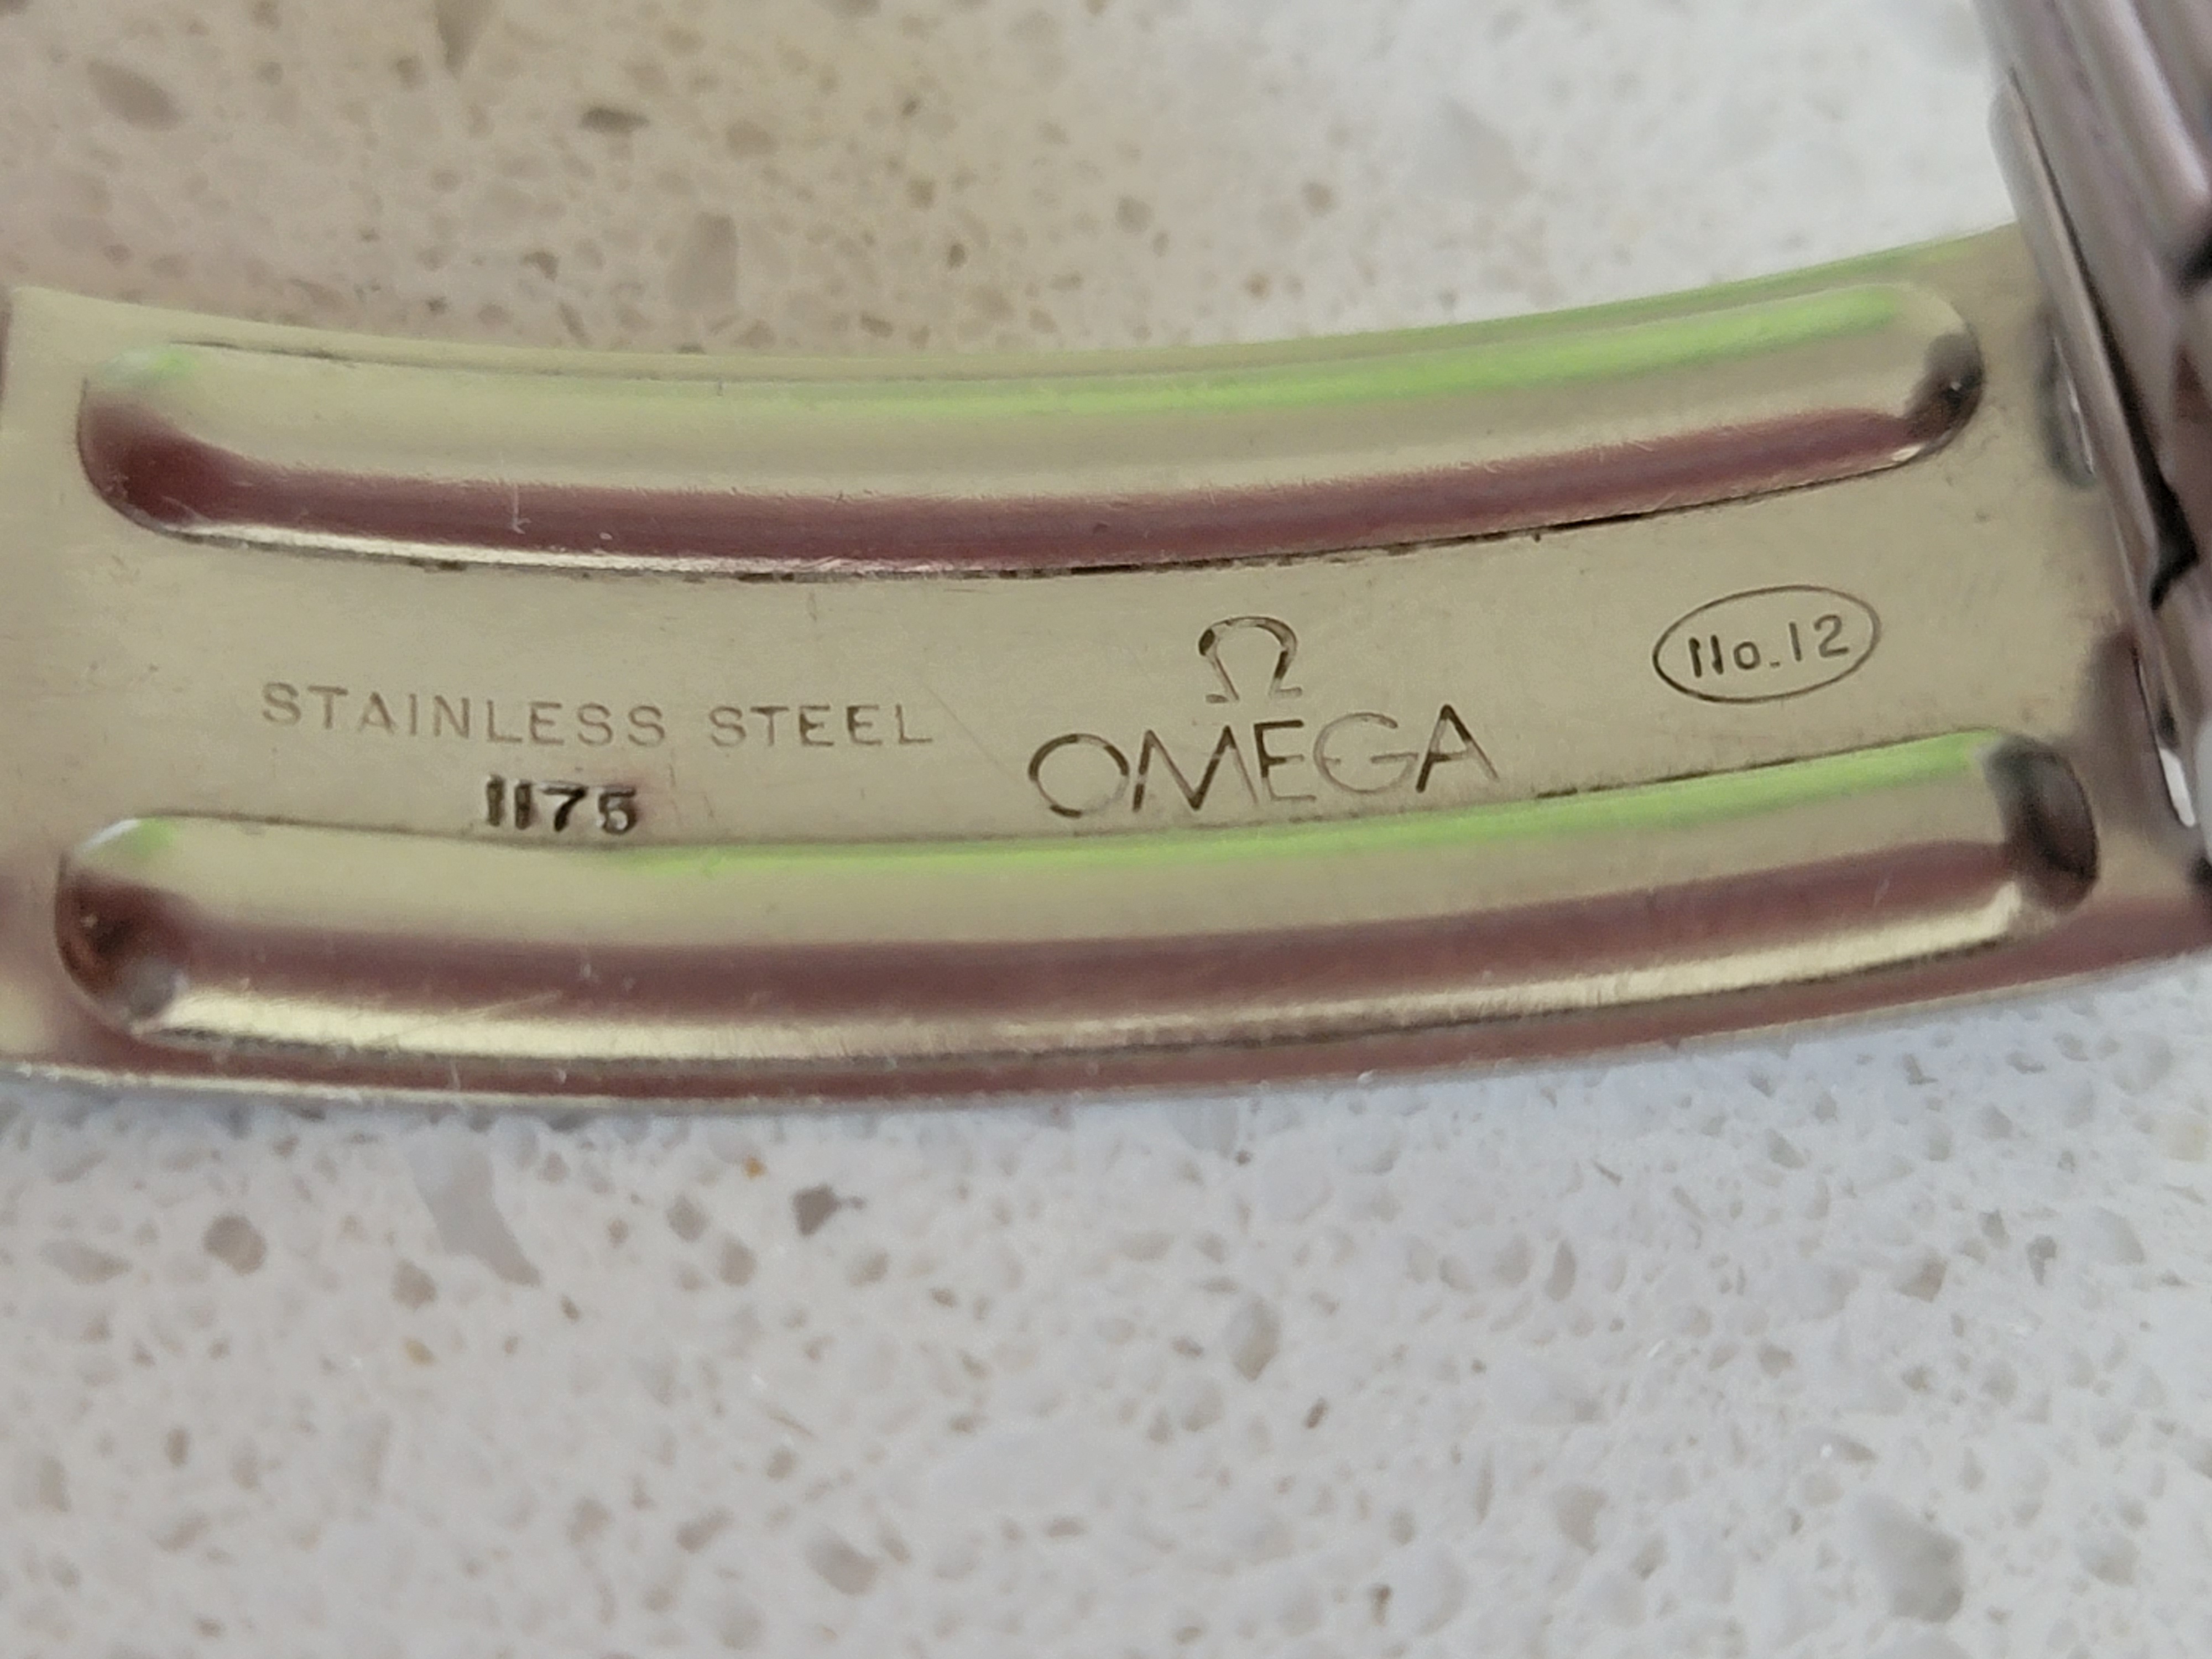 STAINLESS STEEL
1175
Ω
OMEGA
No.12